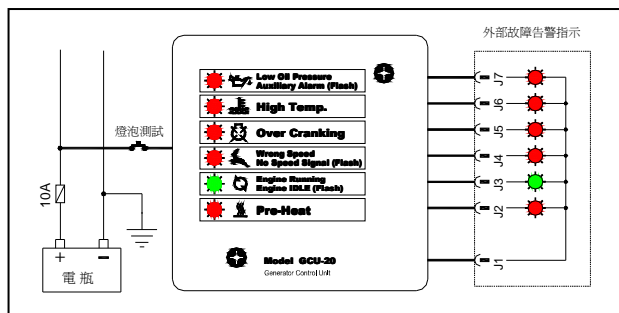 外部故障告警指示
Low Oil Pressure
Auxiliary Alarm (Flash)
High Temp.
Over Cranking
Wrong Speed
No Speed Signal (Flash)
Engine Running
Engine IDLE (Flash)
Pre-Heat
Model GCU-20
Generator Control Unit
燈泡測試
10A
+ −
電瓶
J7
J6
J5
J4
J3
J2
J1